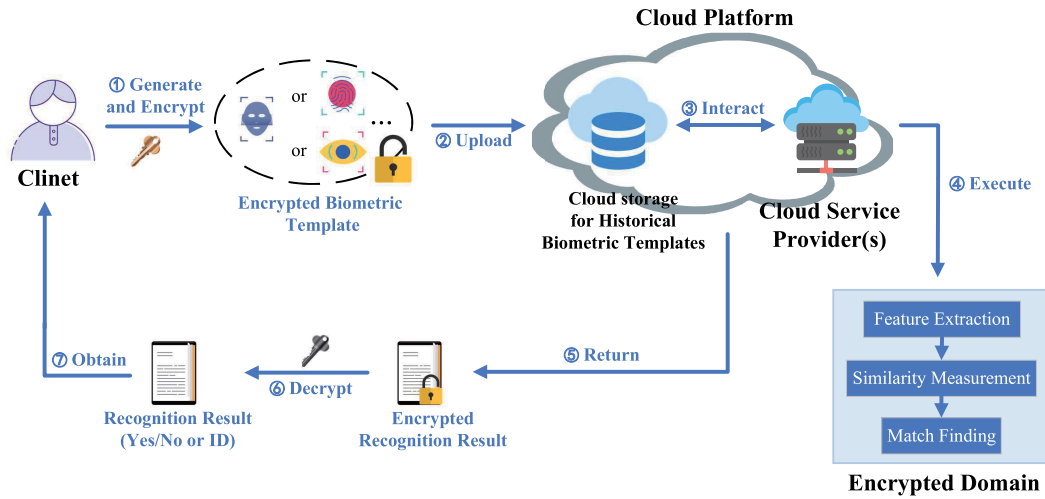 Cloud Platform
① Generate
and Encrypt
or
or
...
② Upload
③ Interact
④ Execute
Clinet
Encrypted Biometric
Template
Cloud storage
for Historical
Biometric Templates
Cloud Service
Provider(s)
Feature Extraction
Similarity Measurement
Match Finding
Encrypted Domain
⑤ Return
Encrypted
Recognition Result
⑥ Decrypt
Recognition Result
(Yes/No or ID)
⑦ Obtain